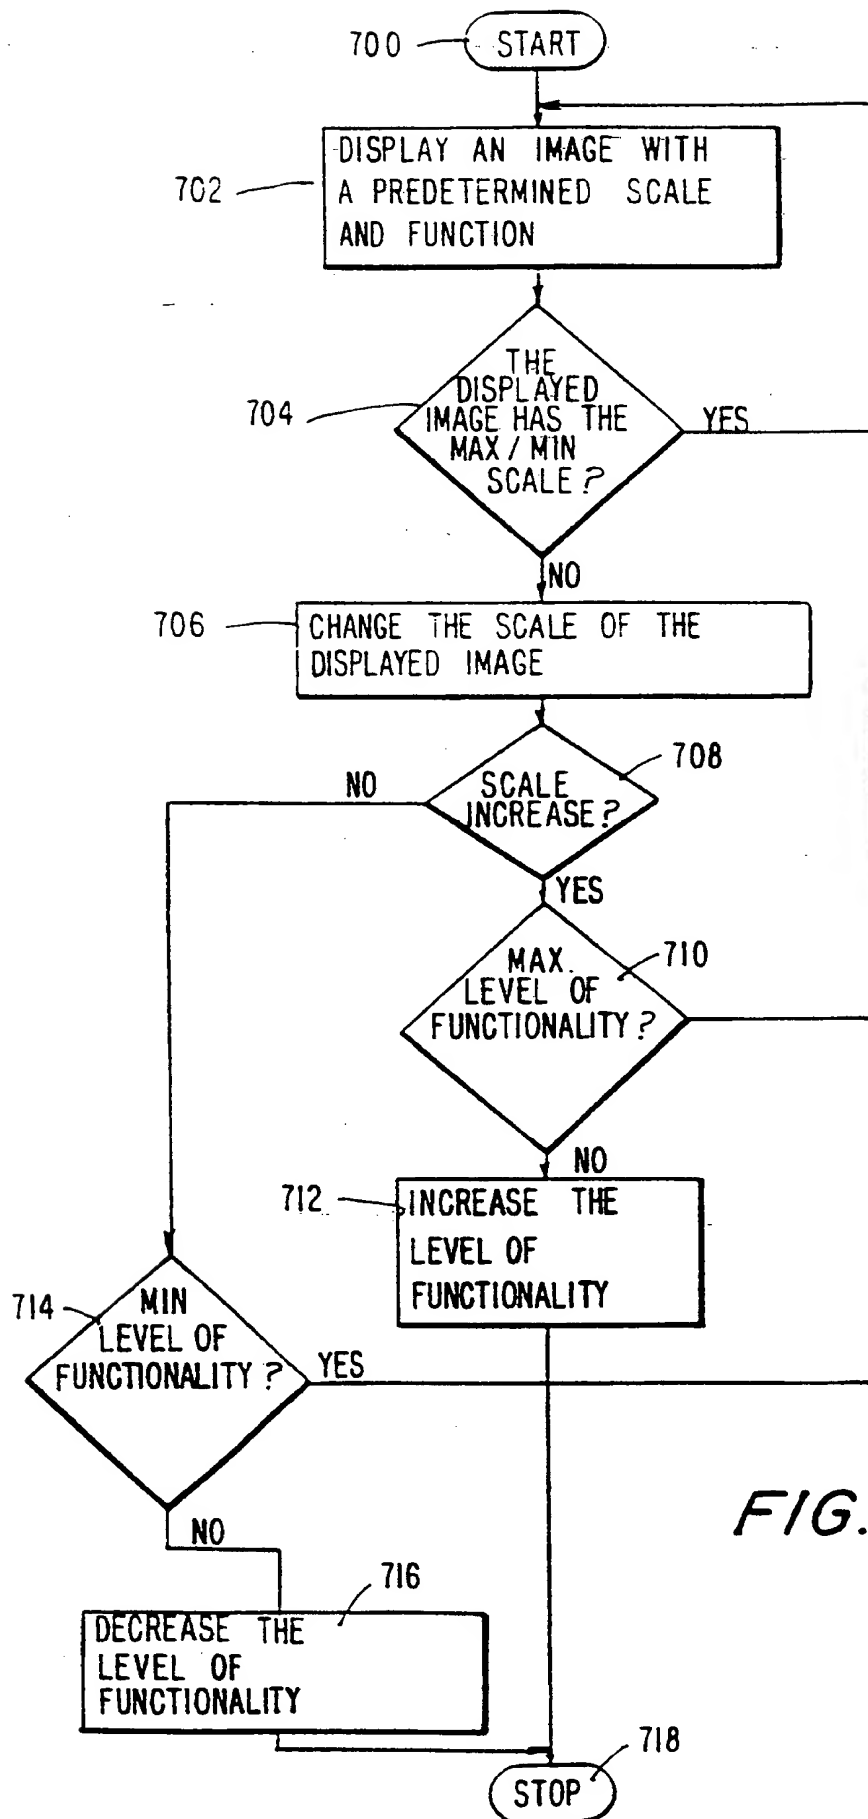 700
START
702
DISPLAY AN IMAGE WITH
A PREDETERMINED SCALE
AND FUNCTION
704
THE
DISPLAYED
IMAGE HAS THE
MAX / MIN
SCALE?
YES
NO
706
CHANGE THE SCALE OF THE
DISPLAYED IMAGE
708
SCALE
INCREASE?
NO
YES
710
MAX.
LEVEL OF
FUNCTIONALITY?
NO
712
INCREASE THE
LEVEL OF
FUNCTIONALITY
714
MIN
LEVEL OF
FUNCTIONALITY?
YES
NO
FIG.
716
DECREASE THE
LEVEL OF
FUNCTIONALITY
718
STOP